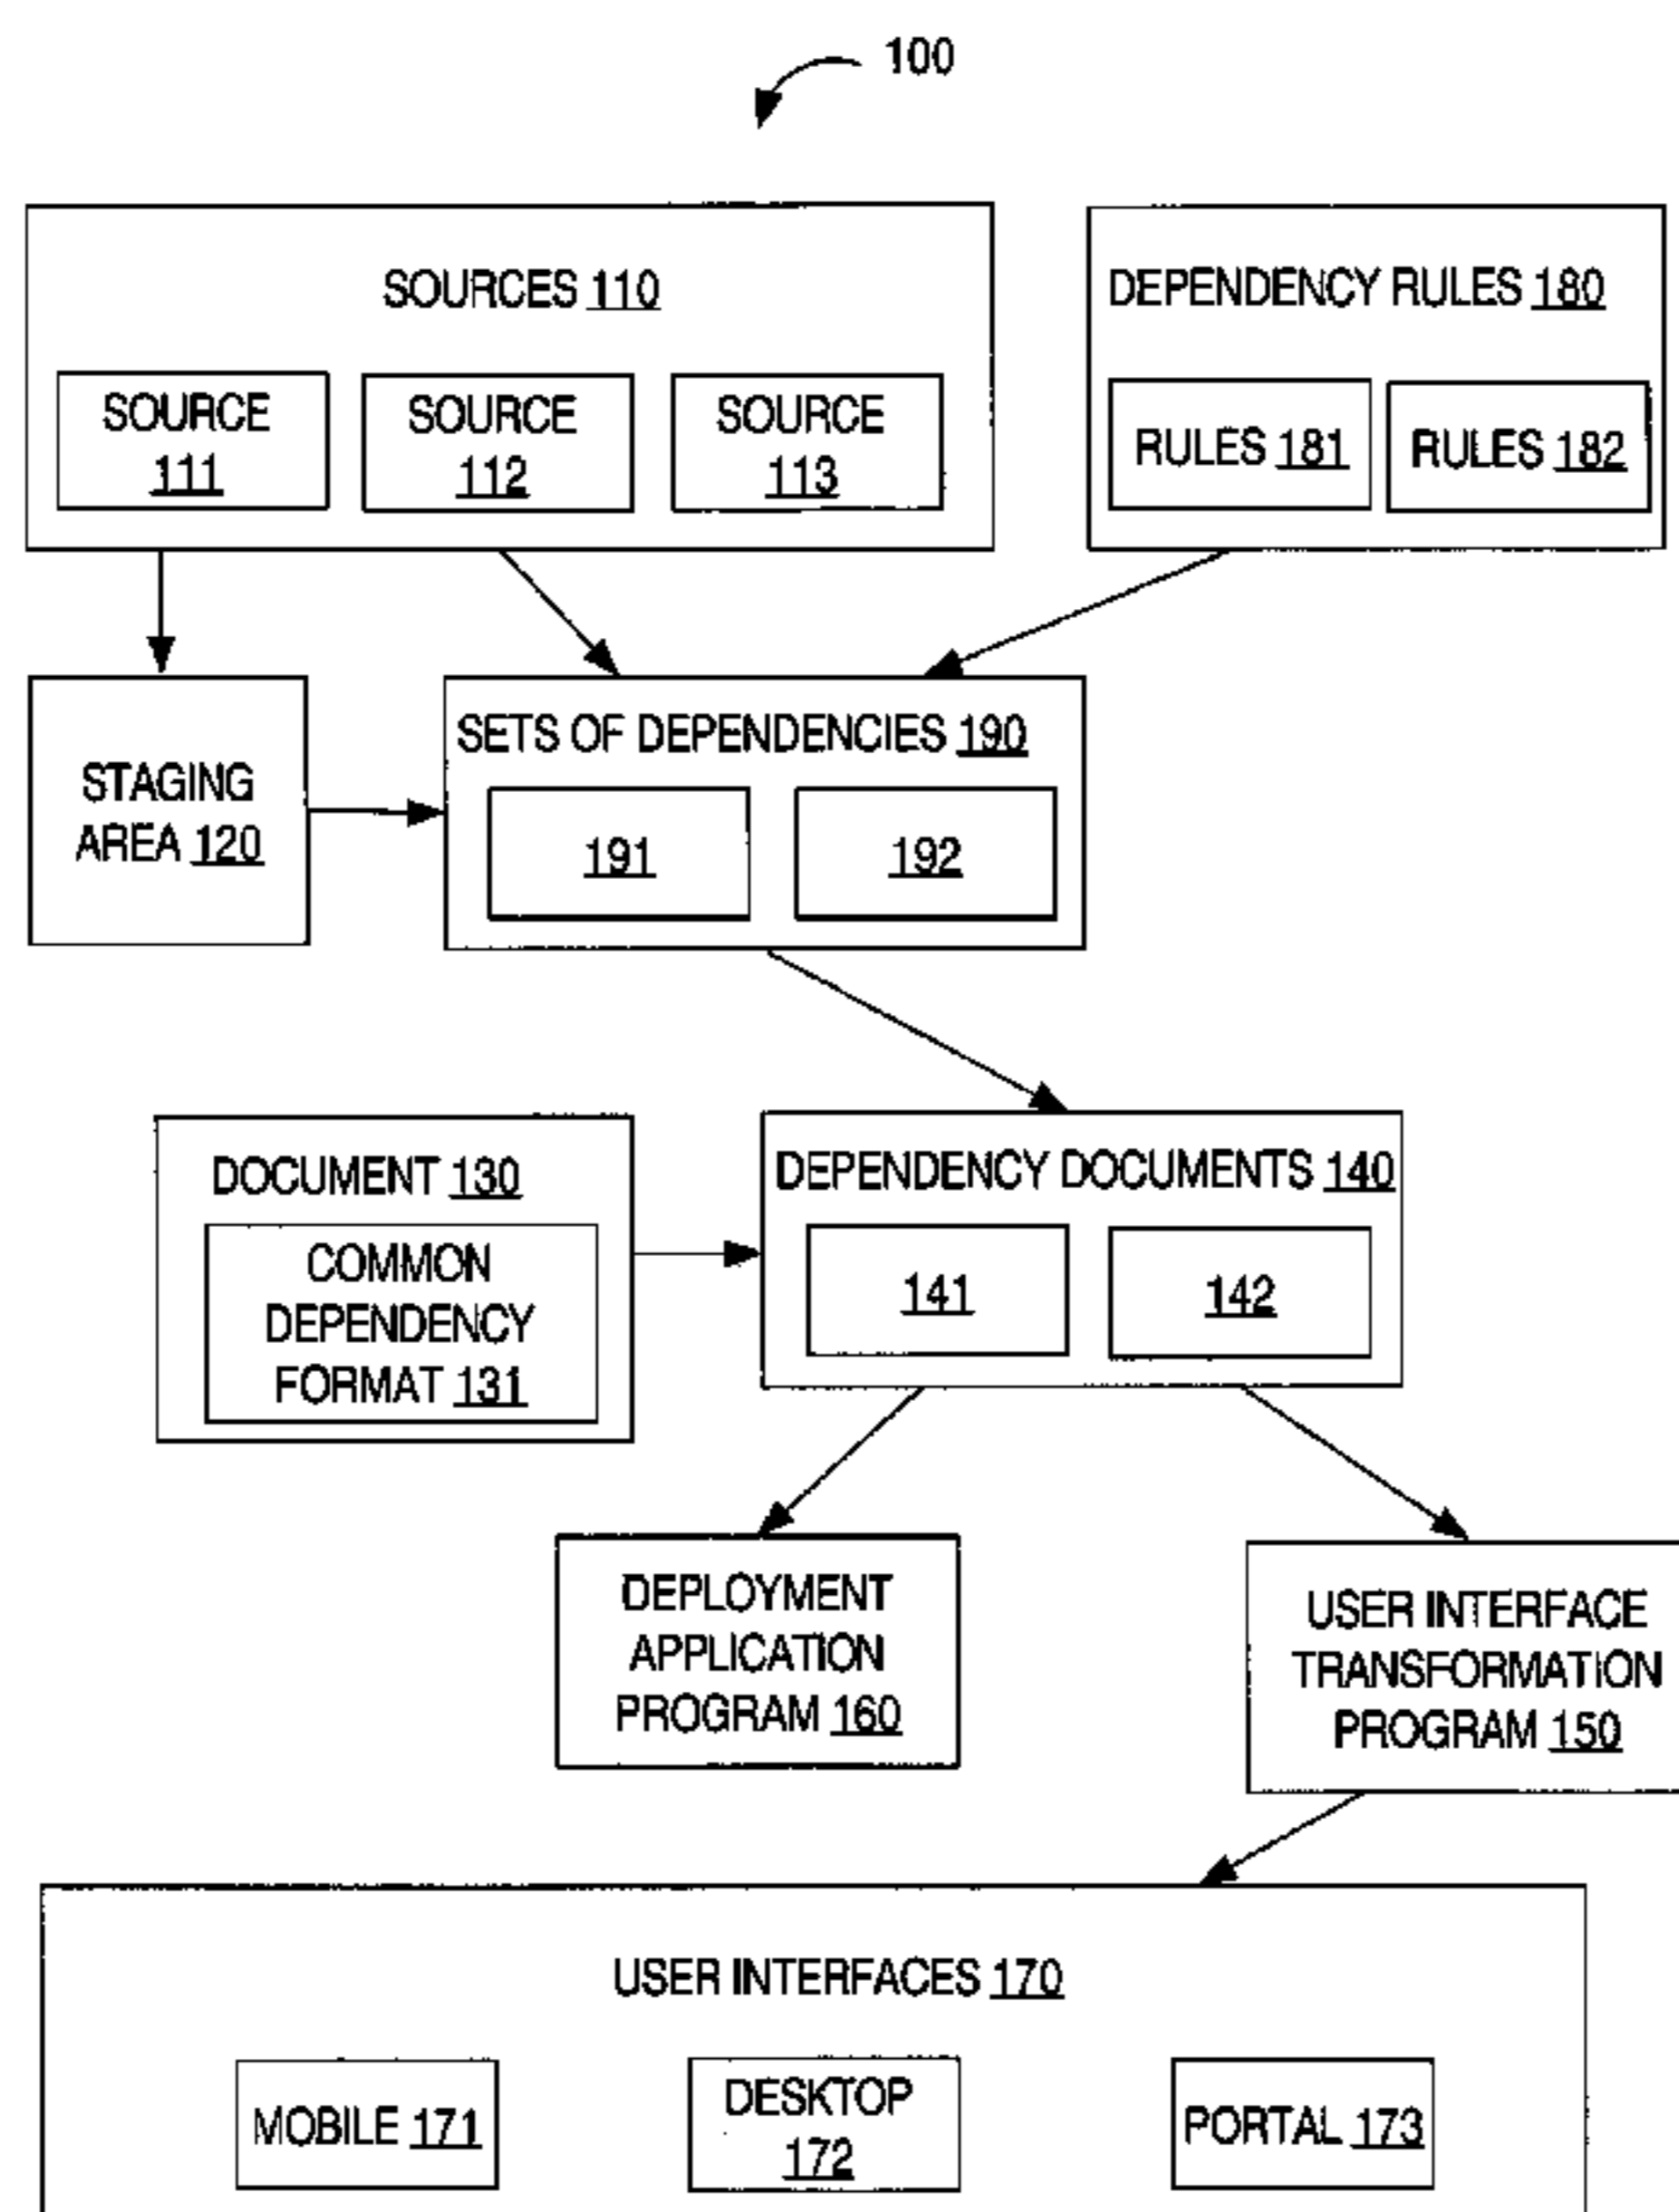 100
SOURCES 110
SOURCE
111
SOURCE
112
SOURCE
113
DEPENDENCY RULES 180
RULES 181
RULES 182
STAGING
AREA 120
SETS OF DEPENDENCIES 190
191
192
DOCUMENT 130
COMMON
DEPENDENCY
FORMAT 131
DEPENDENCY DOCUMENTS 140
141
142
DEPLOYMENT
APPLICATION
PROGRAM 160
USER INTERFACE
TRANSFORMATION
PROGRAM 150
USER INTERFACES 170
MOBILE 171
DESKTOP
172
PORTAL 173